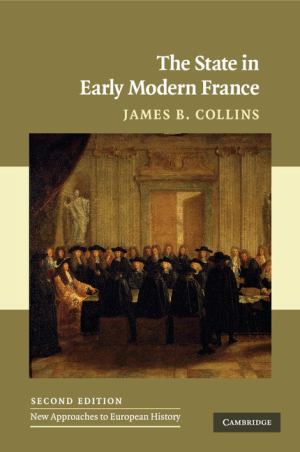 The State in
Early Modern France
JAMES B. COLLINS
SECOND EDITION
New Approaches to European History
CAMBRIDGE